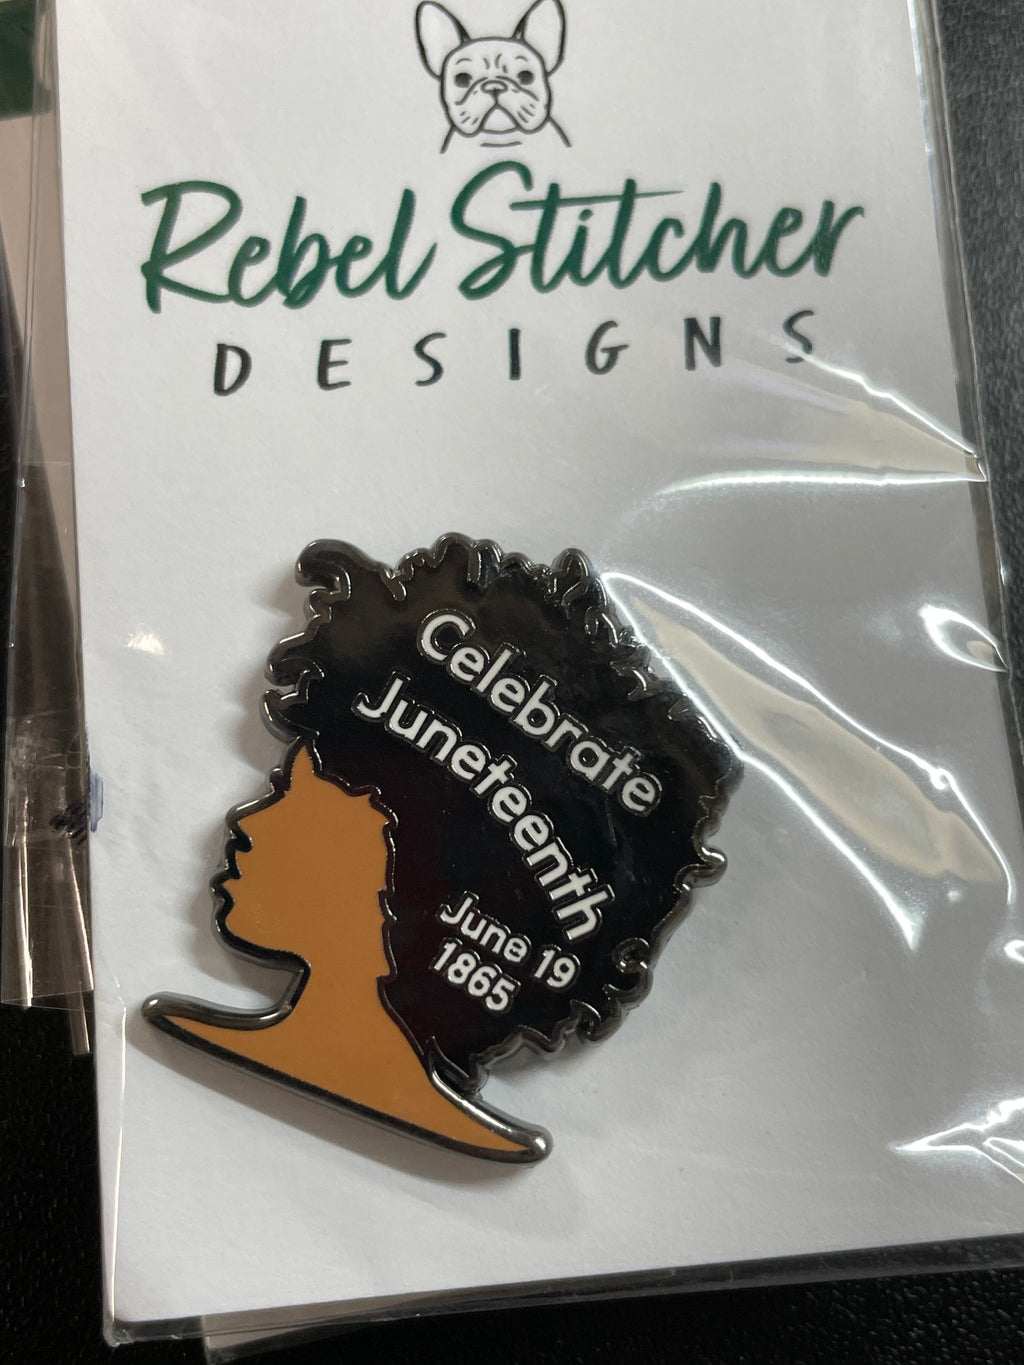 Rebel Stitcher
DESIGNS
Celebrate
Juneteenth
June 19
1865